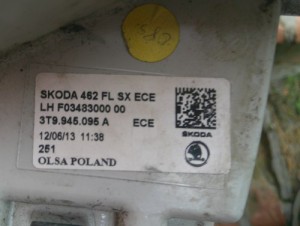 SKODA 462 FL SX ECE
LH F03483000 00
3T9.945.095 A ECE
12/06/13 11:38
251
OLSA POLAND
SKODA